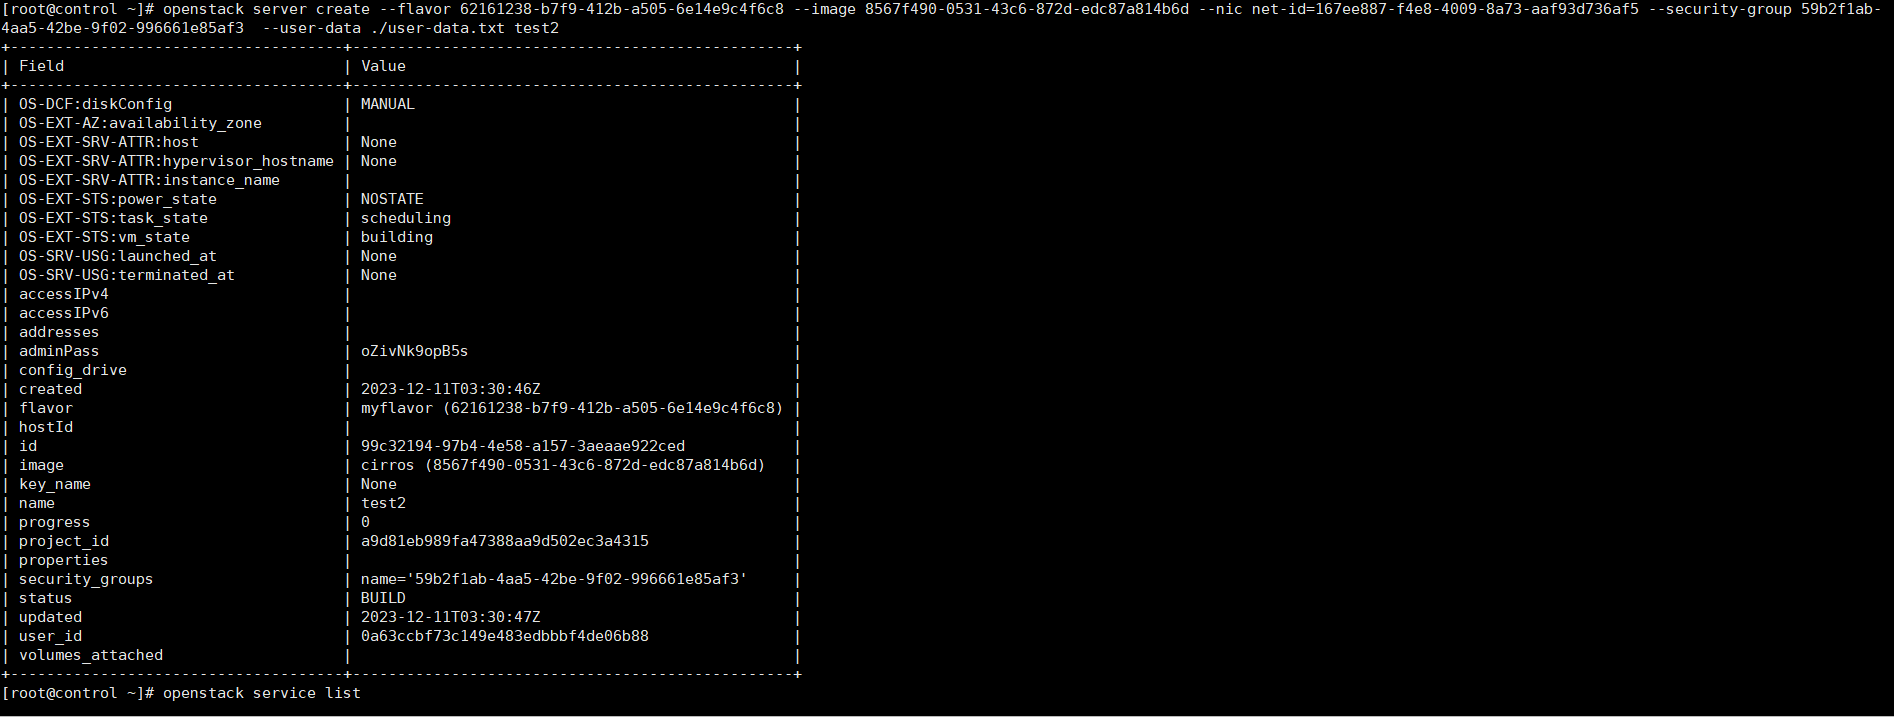 [root@control ~]# openstack server create --flavor 62161238-b7f9-412b-a505-6e14e9c4f6c8 --image 8567f490-0531-43c6-872d-edc87a814b6d --nic net-id=167ee887-f4e8-4009-8a73-aaf93d736af5 --security-group 59b2f1ab-
4aa5-42be-9f02-996661e85af3  --user-data ./user-data.txt test2
+-------------------------------------+-------------------------------------------------+
| Field                               | Value                                           |
+-------------------------------------+-------------------------------------------------+
| OS-DCF:diskConfig                   | MANUAL                                          |
| OS-EXT-AZ:availability_zone         |                                                 |
| OS-EXT-SRV-ATTR:host                | None                                            |
| OS-EXT-SRV-ATTR:hypervisor_hostname | None                                            |
| OS-EXT-SRV-ATTR:instance_name       |                                                 |
| OS-EXT-STS:power_state              | NOSTATE                                         |
| OS-EXT-STS:task_state               | scheduling                                      |
| OS-EXT-STS:vm_state                 | building                                        |
| OS-SRV-USG:launched_at              | None                                            |
| OS-SRV-USG:terminated_at            | None                                            |
| accessIPv4                          |                                                 |
| accessIPv6                          |                                                 |
| addresses                           |                                                 |
| adminPass                           | oZivNk9opB5s                                    |
| config_drive                        |                                                 |
| created                             | 2023-12-11T03:30:46Z                            |
| flavor                              | myflavor (62161238-b7f9-412b-a505-6e14e9c4f6c8) |
| hostId                              |                                                 |
| id                                  | 99c32194-97b4-4e58-a157-3aeaae922ced            |
| image                               | cirros (8567f490-0531-43c6-872d-edc87a814b6d)   |
| key_name                            | None                                            |
| name                                | test2                                           |
| progress                            | 0                                               |
| project_id                          | a9d81eb989fa47388aa9d502ec3a4315                |
| properties                          |                                                 |
| security_groups                     | name='59b2f1ab-4aa5-42be-9f02-996661e85af3'     |
| status                              | BUILD                                           |
| updated                             | 2023-12-11T03:30:47Z                            |
| user_id                             | 0a63ccbf73c149e483edbbbf4de06b88                |
| volumes_attached                    |                                                 |
+-------------------------------------+-------------------------------------------------+
[root@control ~]# openstack service list